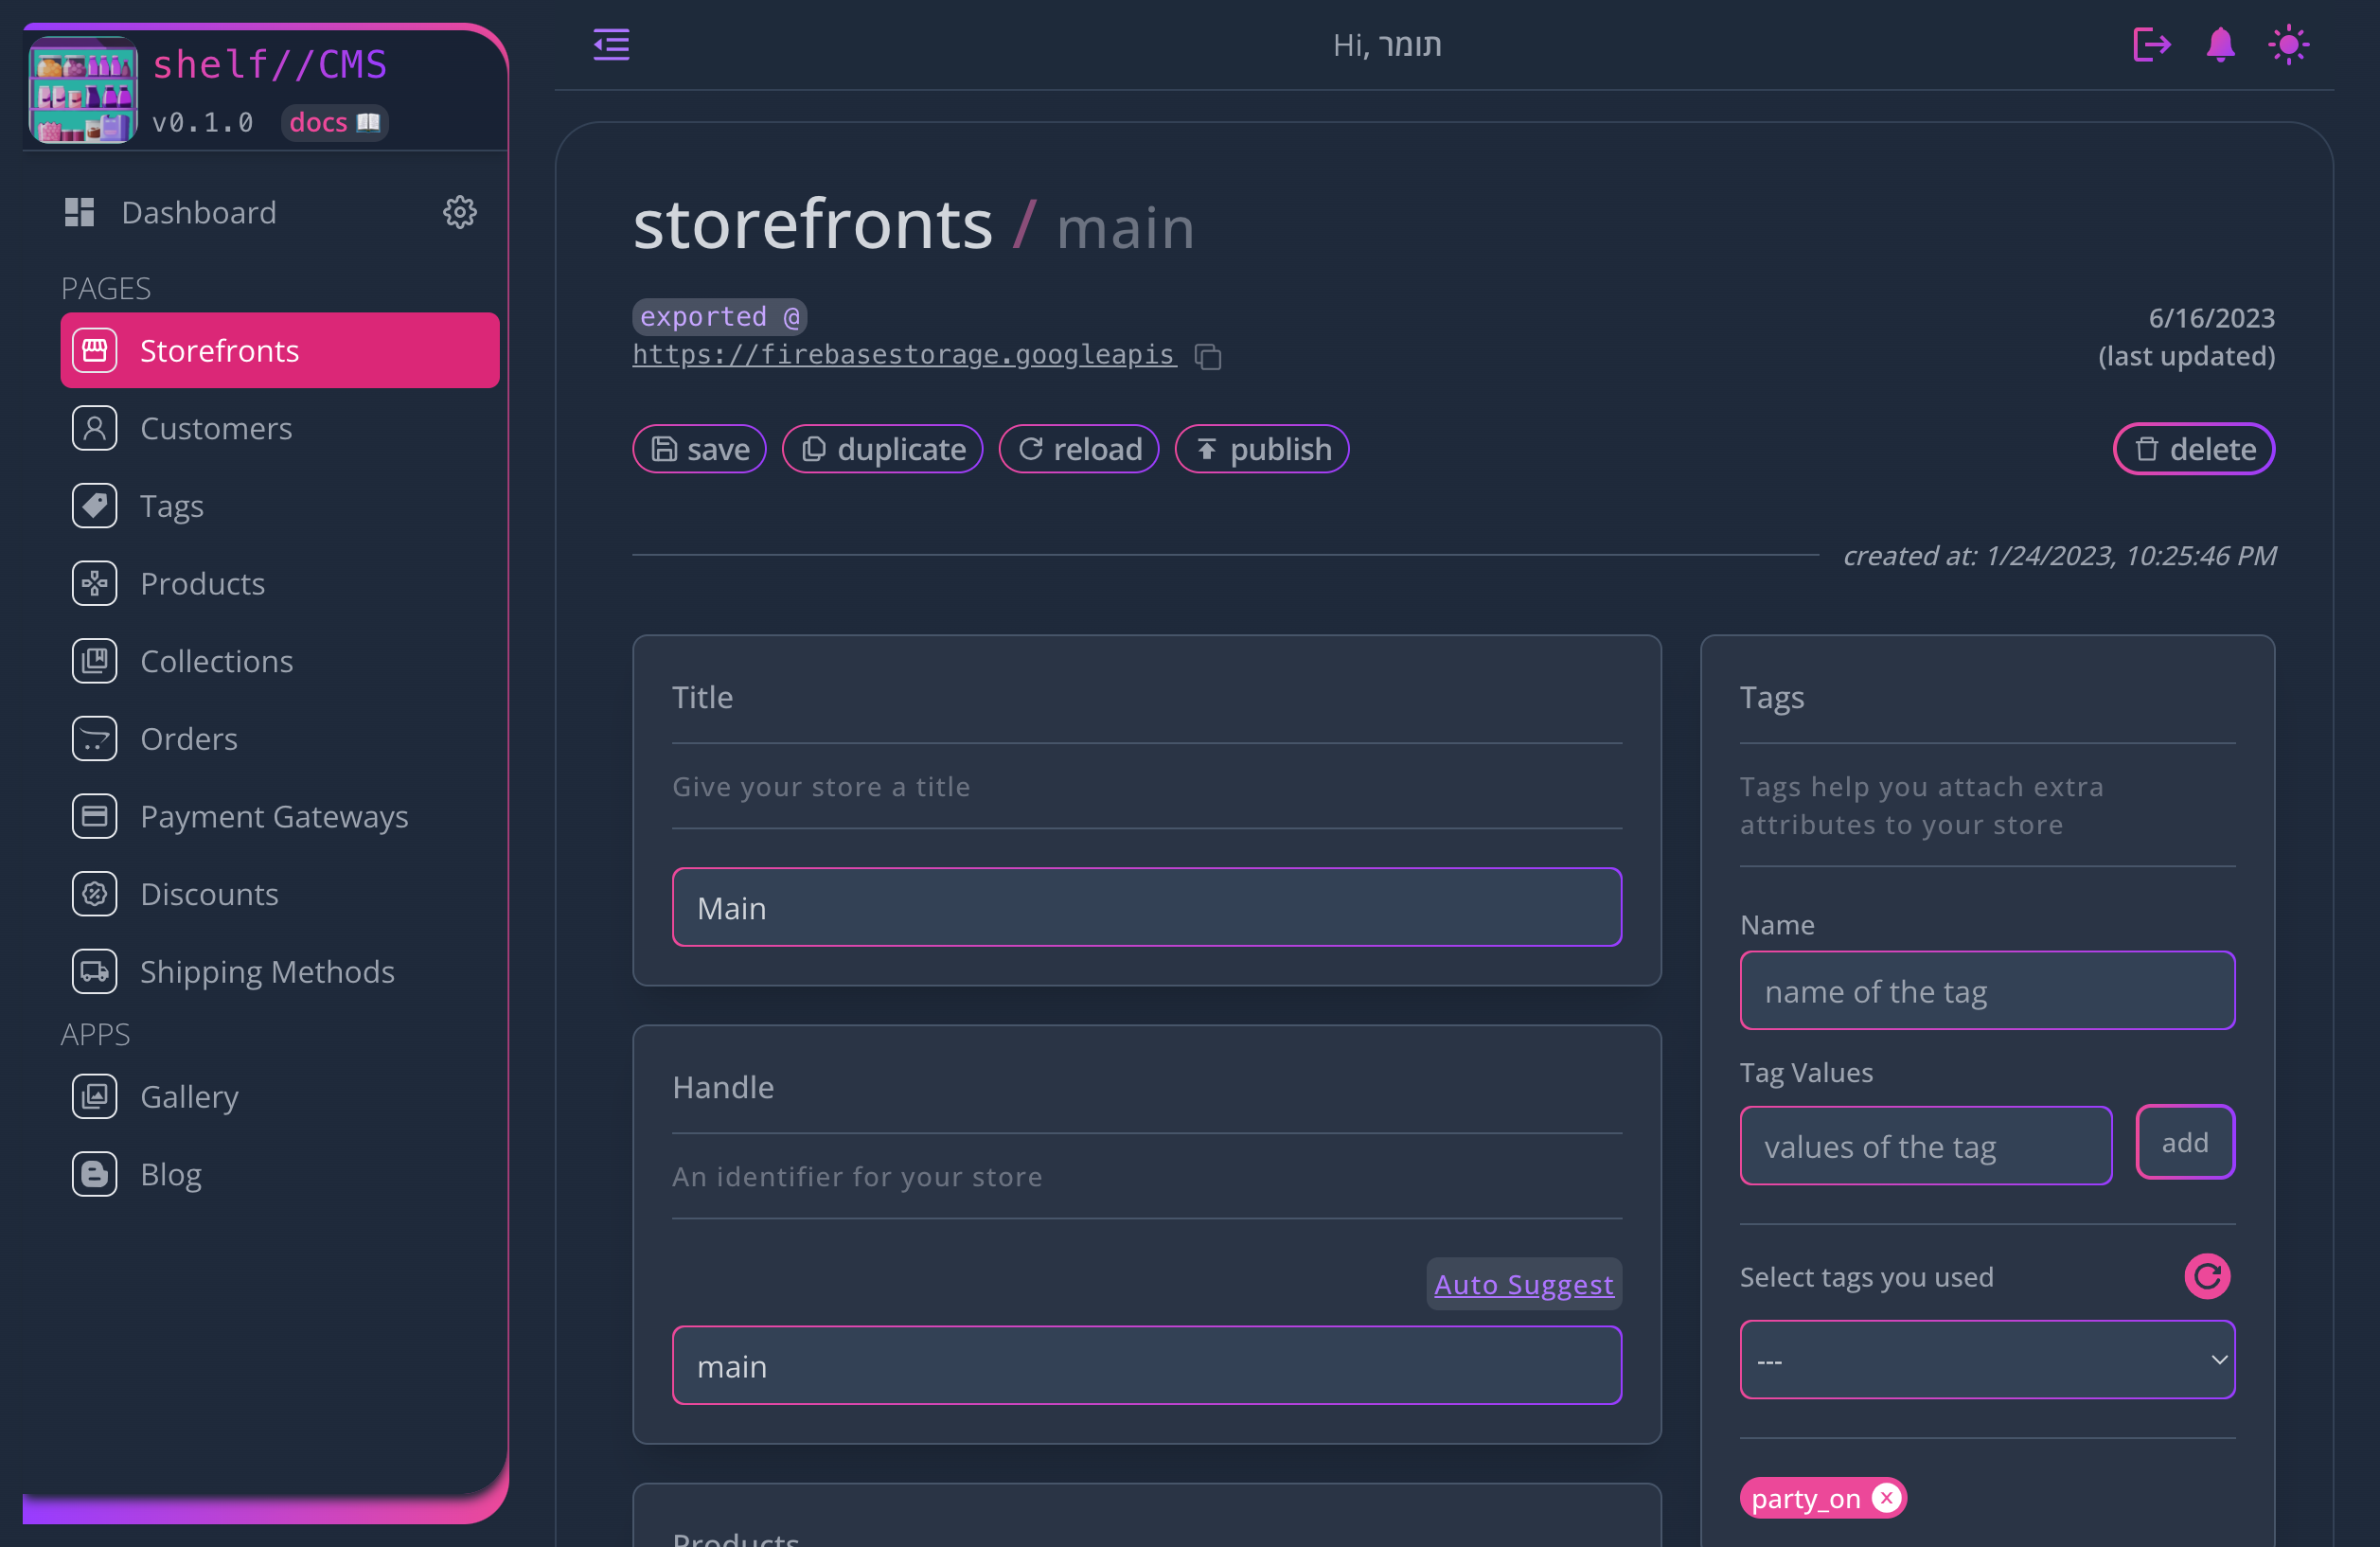 shelf//CMS
v0.1.0 docs
Dashboard
PAGES
Storefronts
Customers
Tags
Products
Collections
Orders
Payment Gateways
Discounts
Shipping Methods
APPS
Gallery
Blog
Hi, תומר
storefronts / main
exported @
https://firebasestorage.googleapis
6/16/2023
(last updated)
save duplicate reload publish delete
created at: 1/24/2023, 10:25:46 PM
Title
Give your store a title
Main
Handle
An identifier for your store
Auto Suggest
main
Products
Tags
Tags help you attach extra
attributes to your store
Name
name of the tag
Tag Values
values of the tag add
Select tags you used
---
party_on